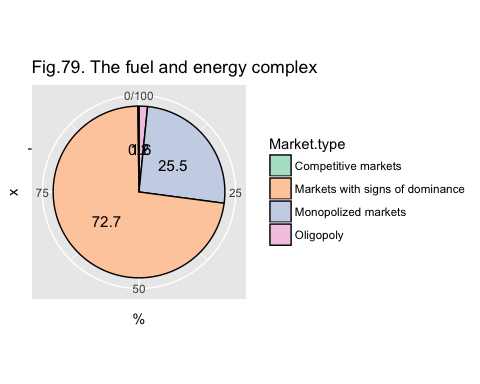 Fig.79. The fuel and energy complex
0/100
25.5
75
25
72.7
50
x
%
Market.type
Competitive markets
Markets with signs of dominance
Monopolized markets
Oligopoly